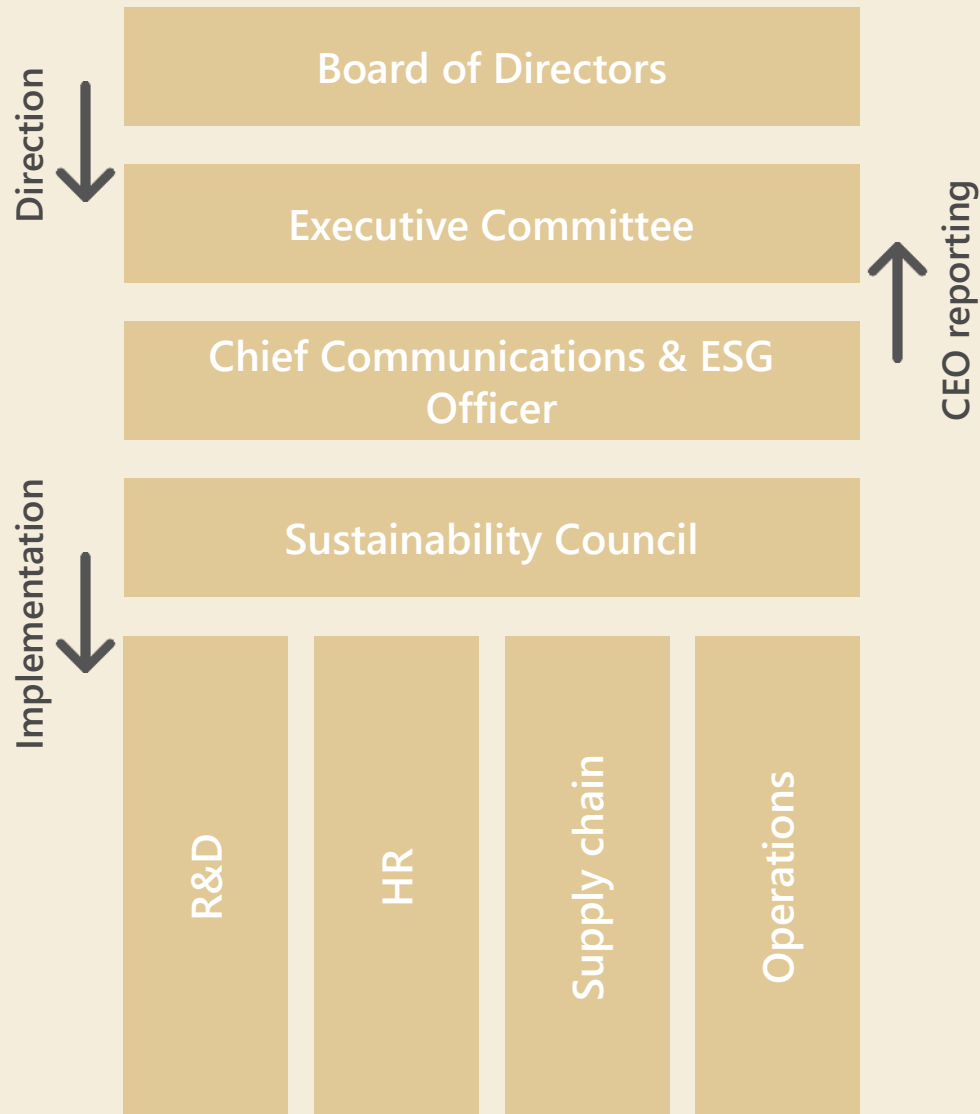 Board of Directors
Direction
Executive Committee
CEO reporting
Chief Communications & ESG
Officer
Sustainability Council
Implementation
R&D
HR
Supply chain
Operations